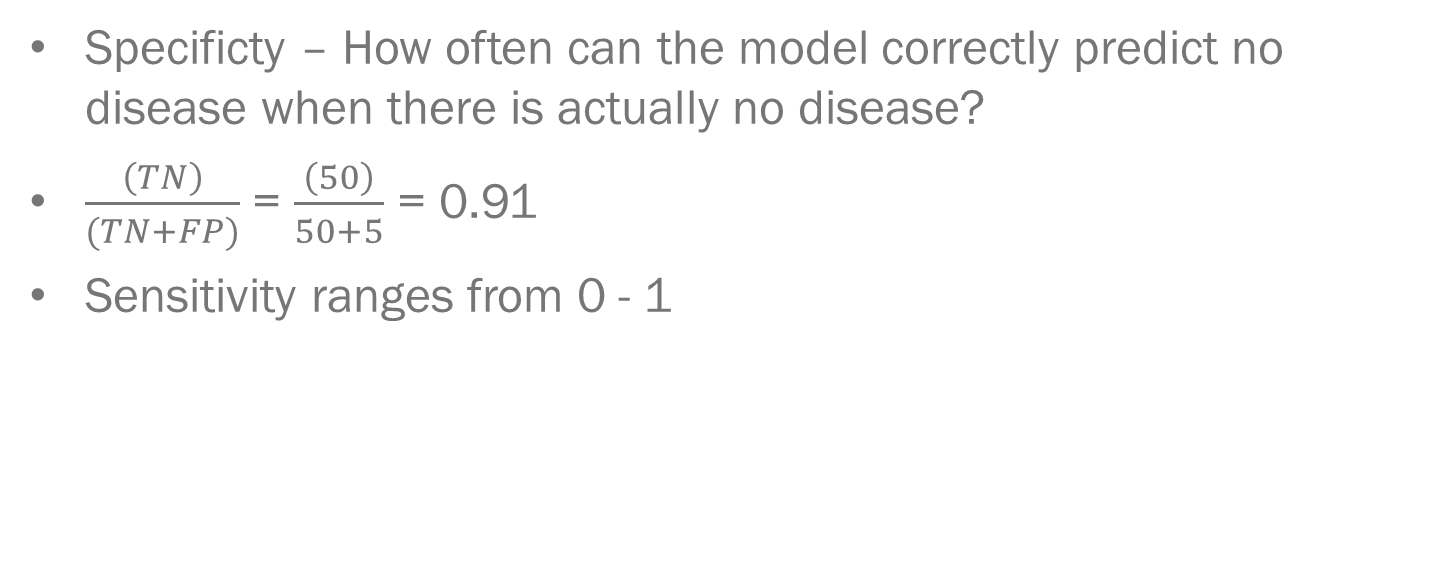 • Specificty – How often can the model correctly predict no
disease when there is actually no disease?
• (TN)/(TN+FP) = (50)/50+5 = 0.91
• Sensitivity ranges from 0 - 1